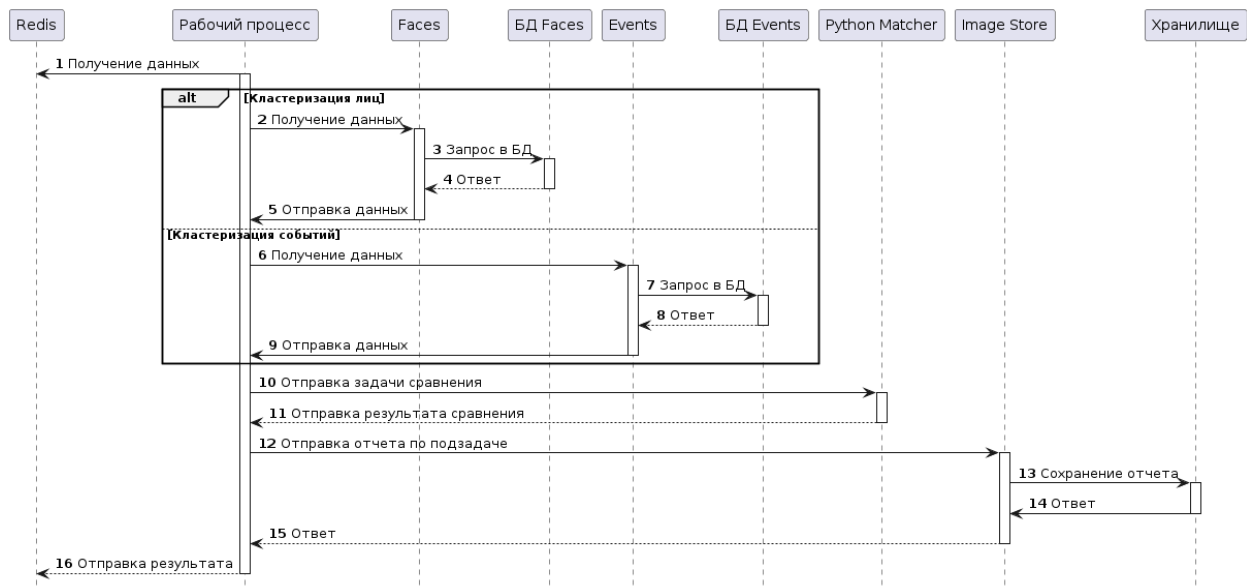 Redis
Рабочий процесс
Faces
БД Faces
Events
БД Events
Python Matcher
Image Store
Хранилище
1 Получение данных
alt [Кластеризация лиц]
2 Получение данных
3 Запрос в БД
4 Ответ
5 Отправка данных
[Кластеризация событий]
6 Получение данных
7 Запрос в БД
8 Ответ
9 Отправка данных
10 Отправка задачи сравнения
11 Отправка результата сравнения
12 Отправка отчета по подзадаче
13 Сохранение отчета
14 Ответ
15 Ответ
16 Отправка результата